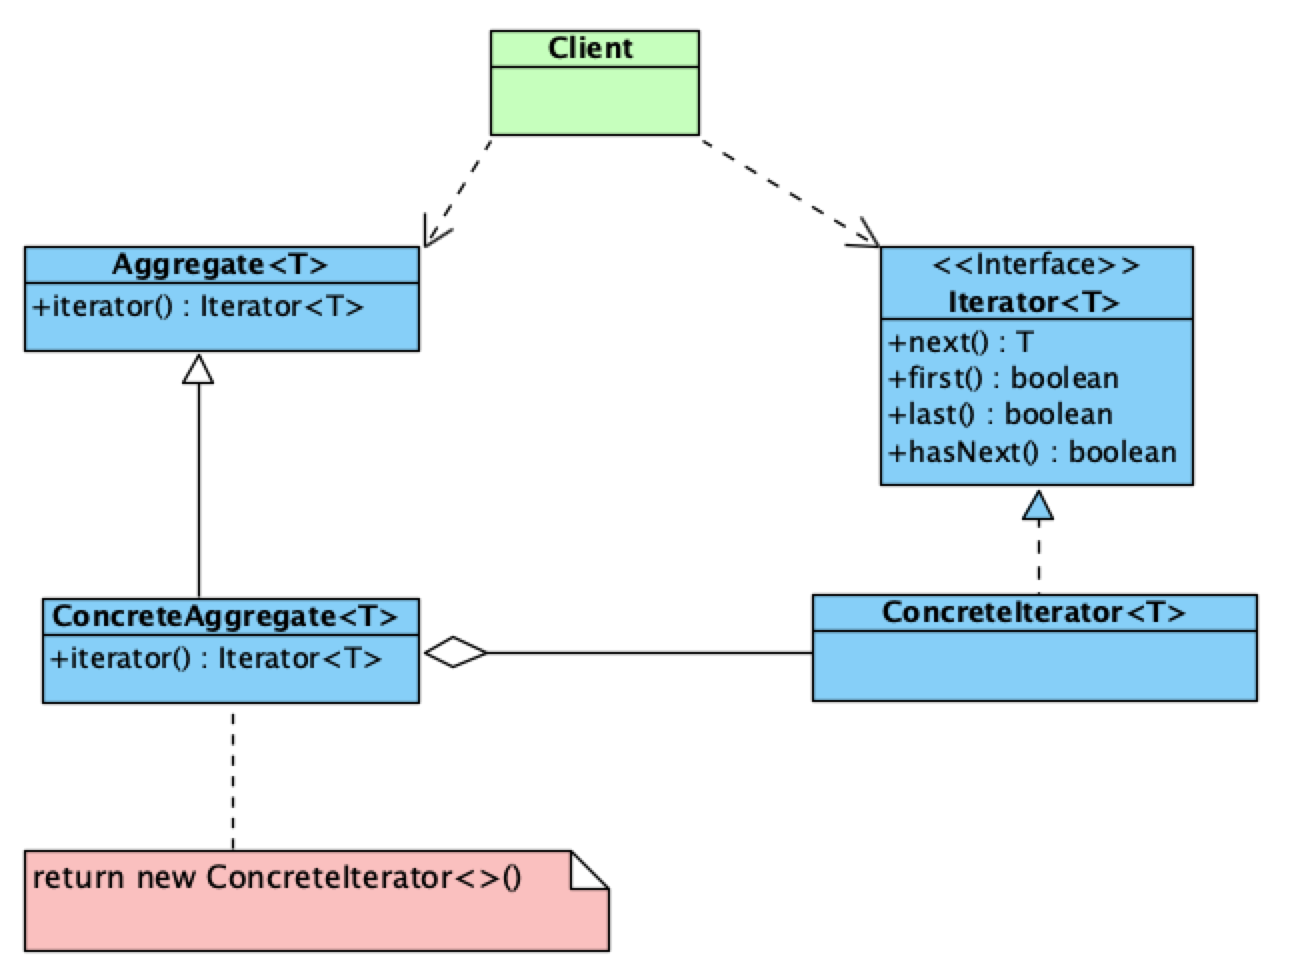 Client
Aggregate<T>
+iterator() : Iterator<T>
<<Interface>>
Iterator<T>
+next() : T
+first() : boolean
+last() : boolean
+hasNext() : boolean
ConcreteAggregate<T>
+iterator() : Iterator<T>
ConcreteIterator<T>
return new ConcreteIterator<>()